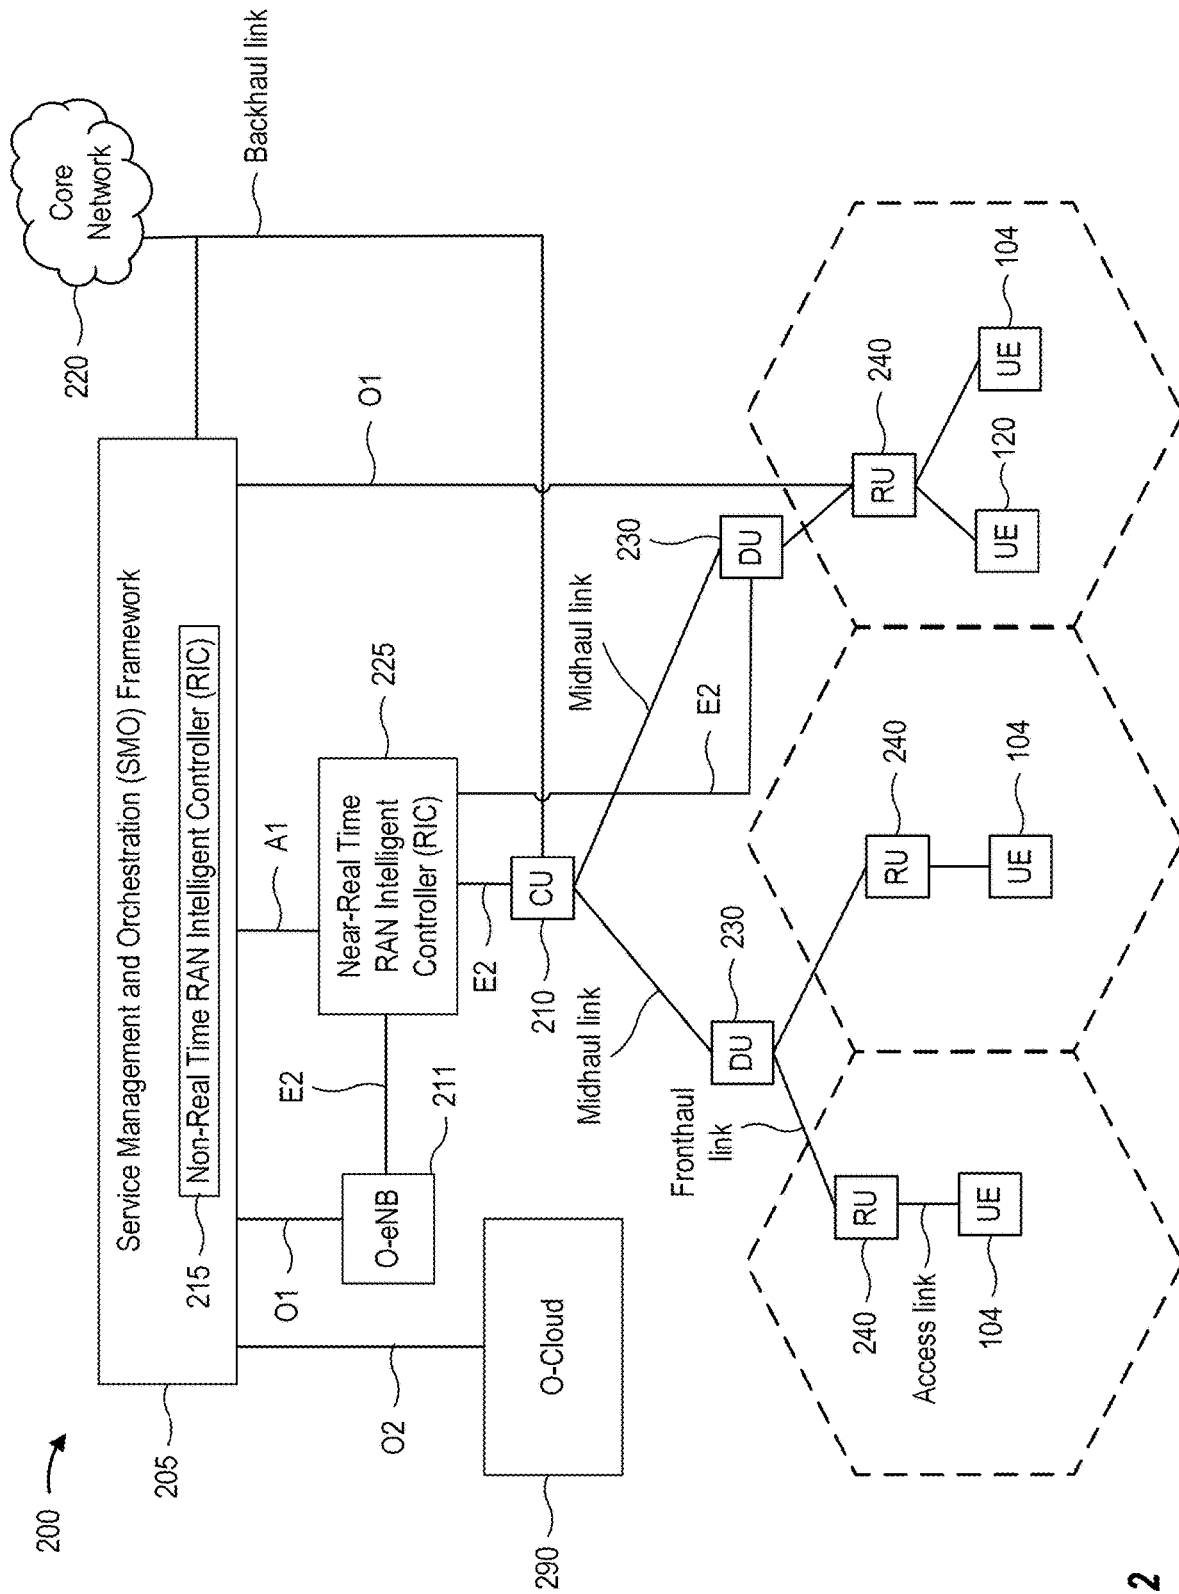 200
205
Service Management and Orchestration (SMO) Framework
215
Non-Real Time RAN Intelligent Controller (RIC)
220
Core
Network
Backhaul link
O2
O1
A1
O1
290
O-Cloud
O-eNB
211
E2
Near-Real Time
RAN Intelligent
Controller (RIC)
225
E2
210
CU
E2
Midhaul link
Midhaul link
DU
230
230
DU
Fronthaul
link
240
RU
Access link
104
UE
RU
240
UE
104
RU
240
UE
120
UE
104
2